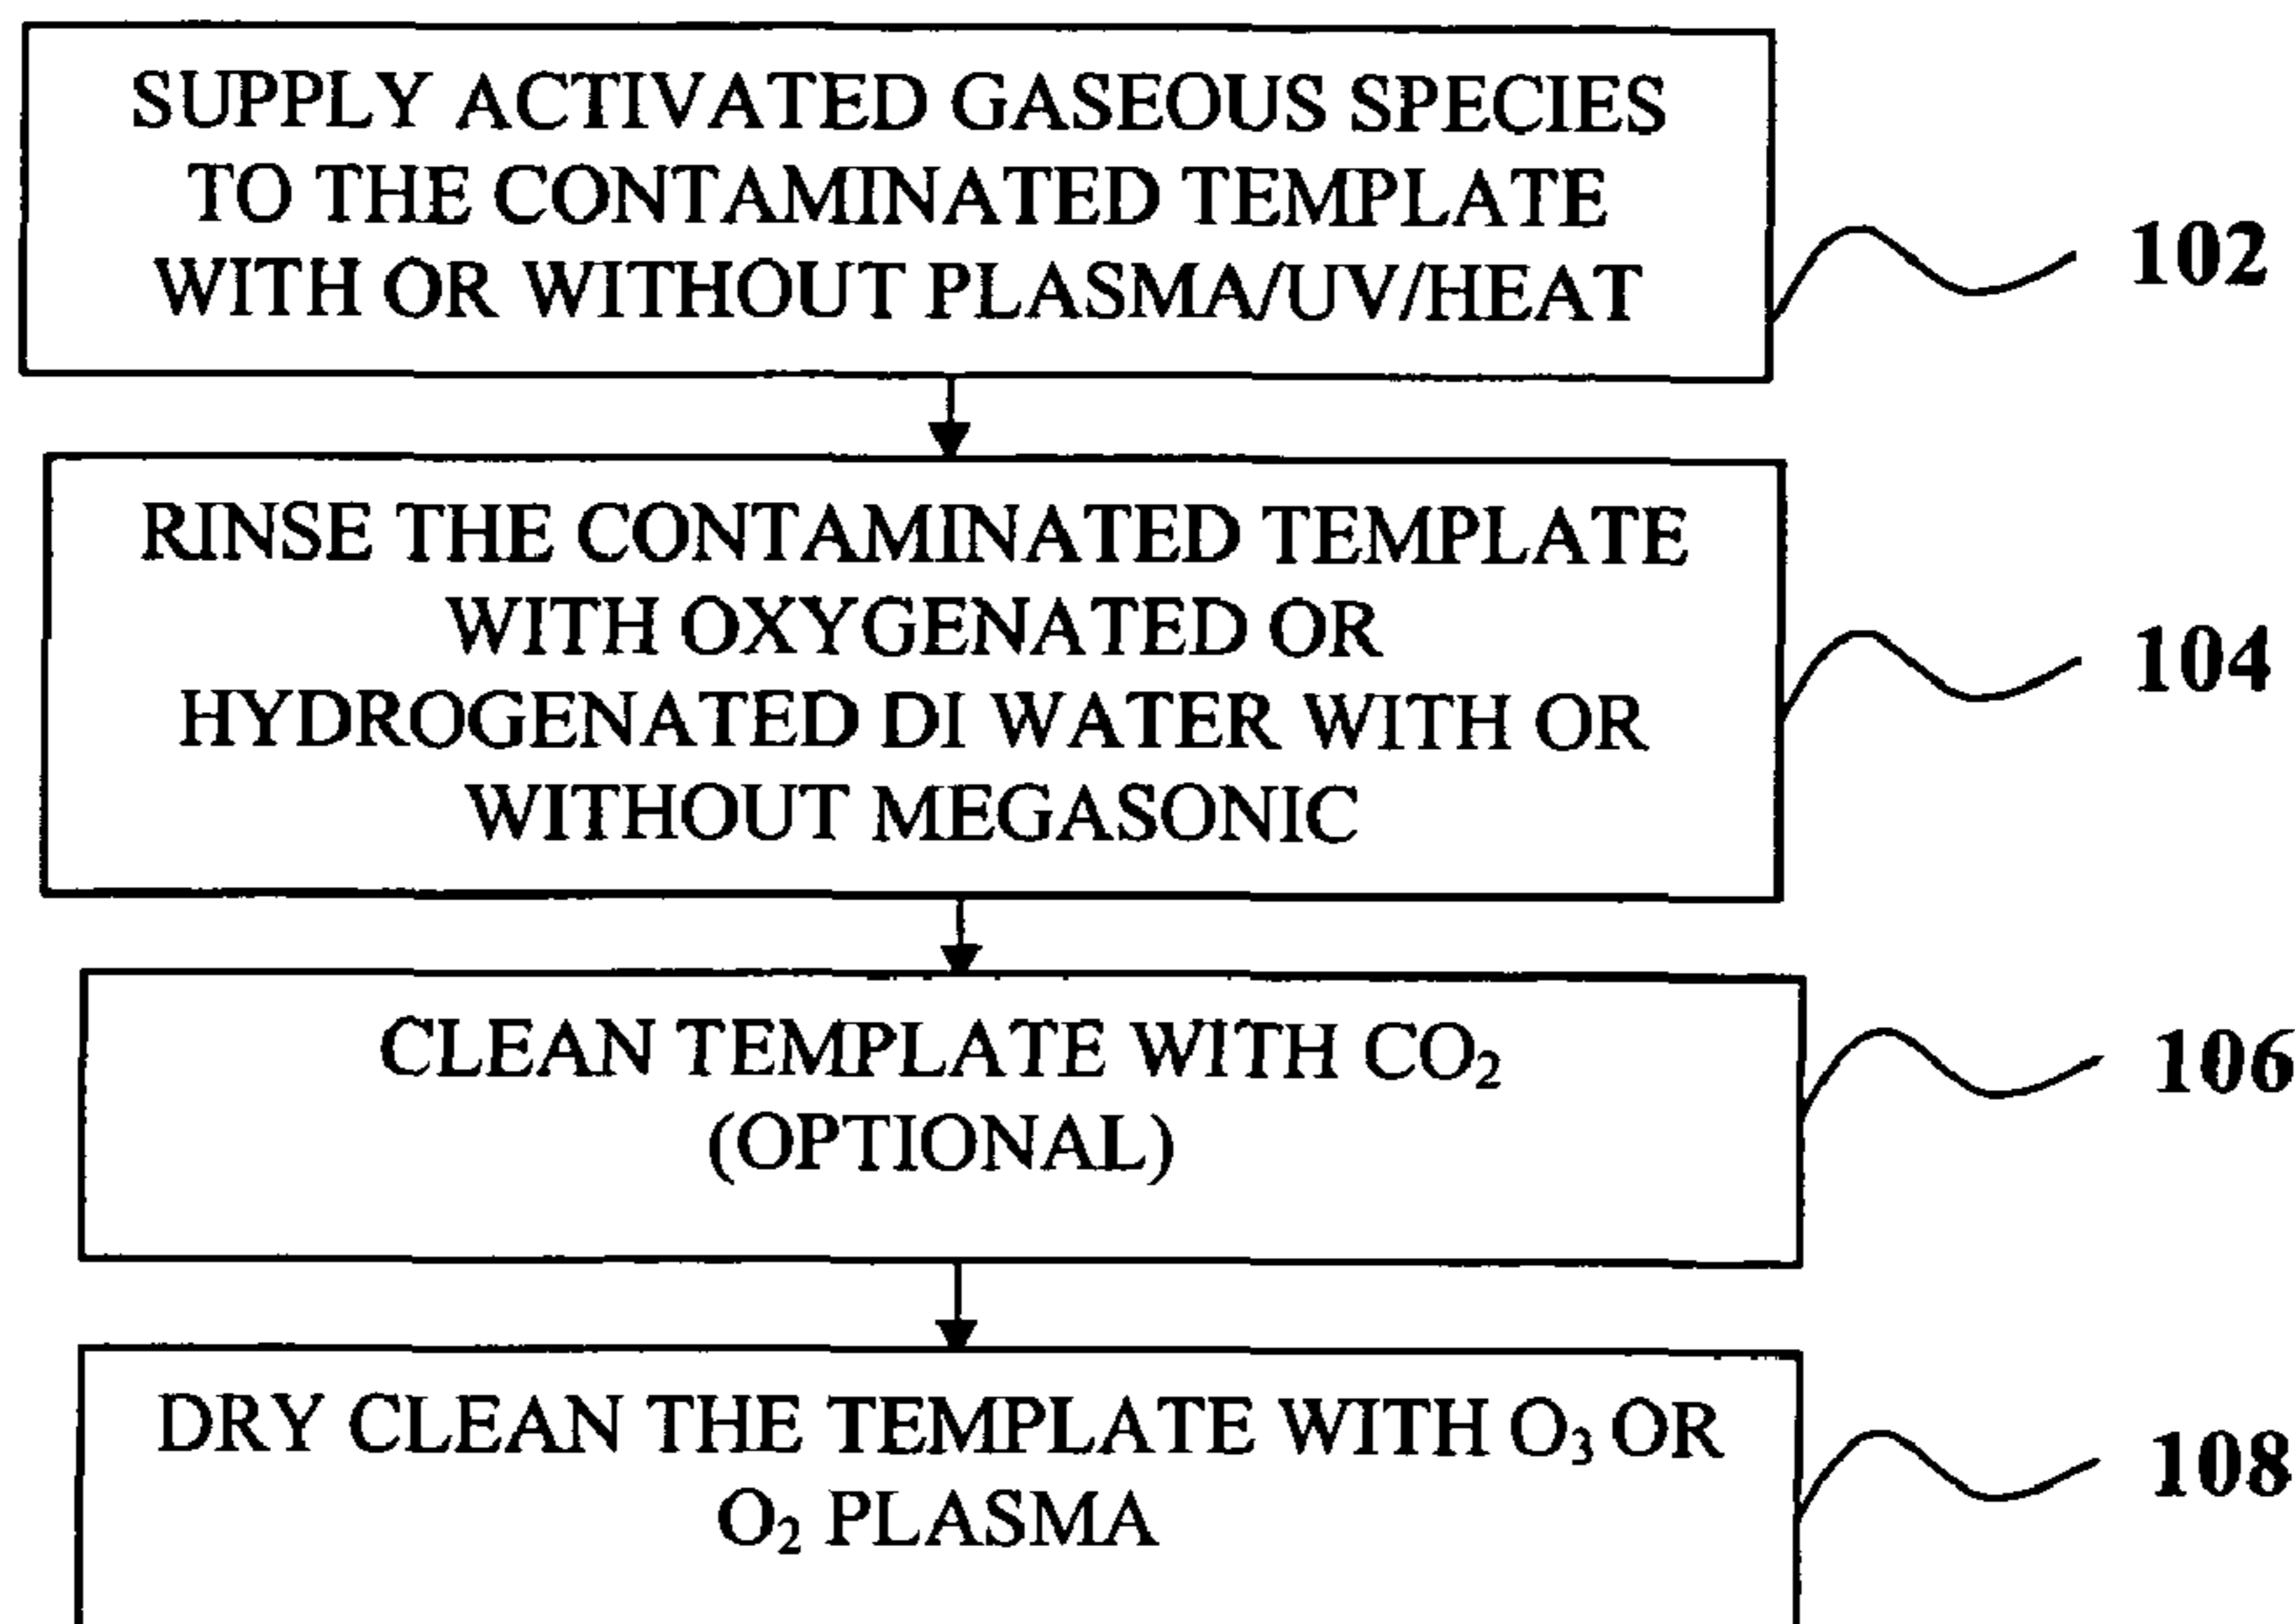 SUPPLY ACTIVATED GASEOUS SPECIES
TO THE CONTAMINATED TEMPLATE
WITH OR WITHOUT PLASMA/UV/HEAT
102
RINSE THE CONTAMINATED TEMPLATE
WITH OXYGENATED OR
HYDROGENATED DI WATER WITH OR
WITHOUT MEGASONIC
104
CLEAN TEMPLATE WITH CO₂
(OPTIONAL)
106
DRY CLEAN THE TEMPLATE WITH O₃ OR
O₂ PLASMA
108